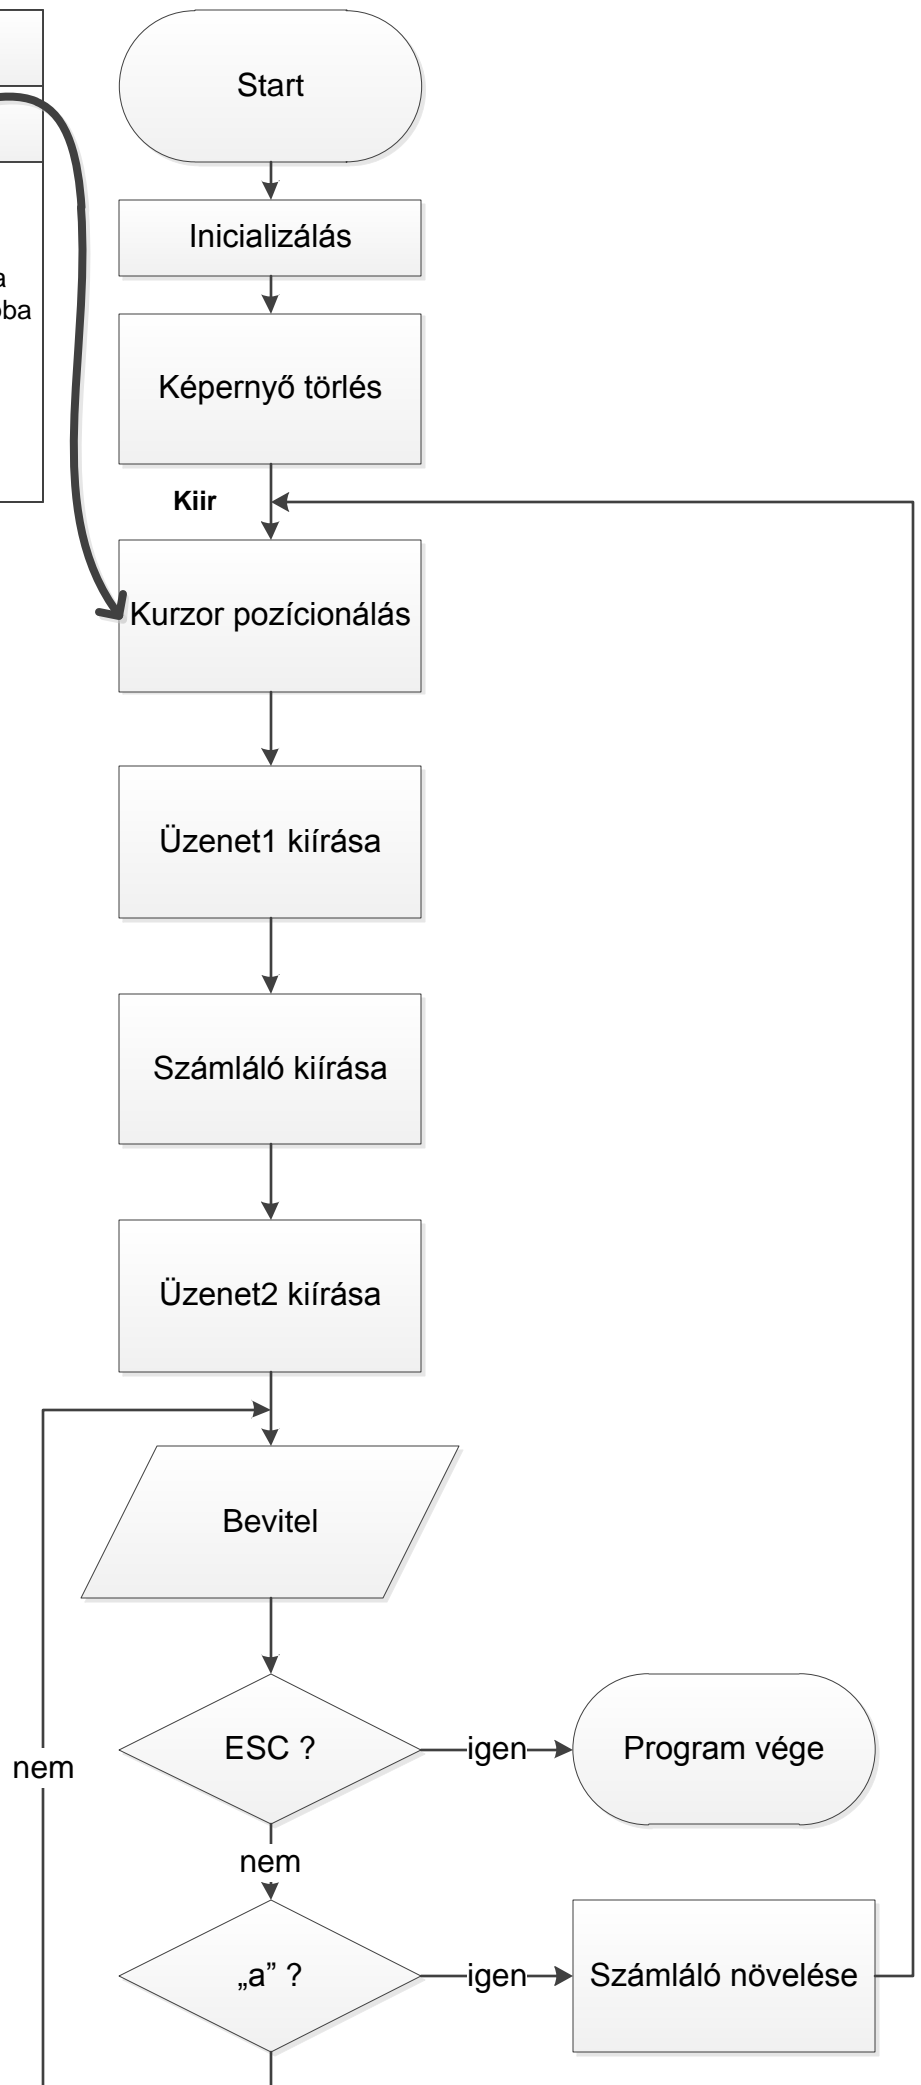 Start
Inicializálás
a
ba
Képernyő törlés
Kiir
Kurzor pozícionálás
Üzenet1 kiírása
Számláló kiírása
Üzenet2 kiírása
Bevitel
ESC ?
igen
Program vége
nem
nem
„a” ?
igen
Számláló növelése